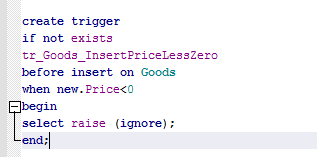 create trigger
if not exists
tr_Goods_InsertPriceLessZero
before insert on Goods
when new.Price<0
begin
select raise (ignore);
end;